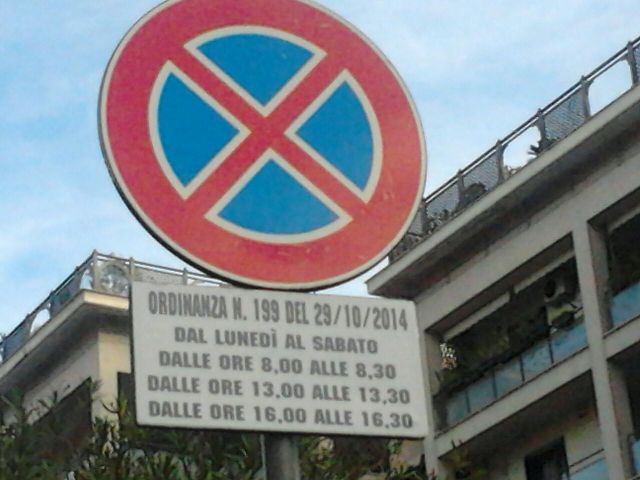 ORDINANZA N. 199 DEL 29/10/2014
DAL LUNEDÌ AL SABATO
DALLE ORE 8,00 ALLE 8,30
DALLE ORE 13,00 ALLE 13,30
DALLE ORE 16,00 ALLE 16,30